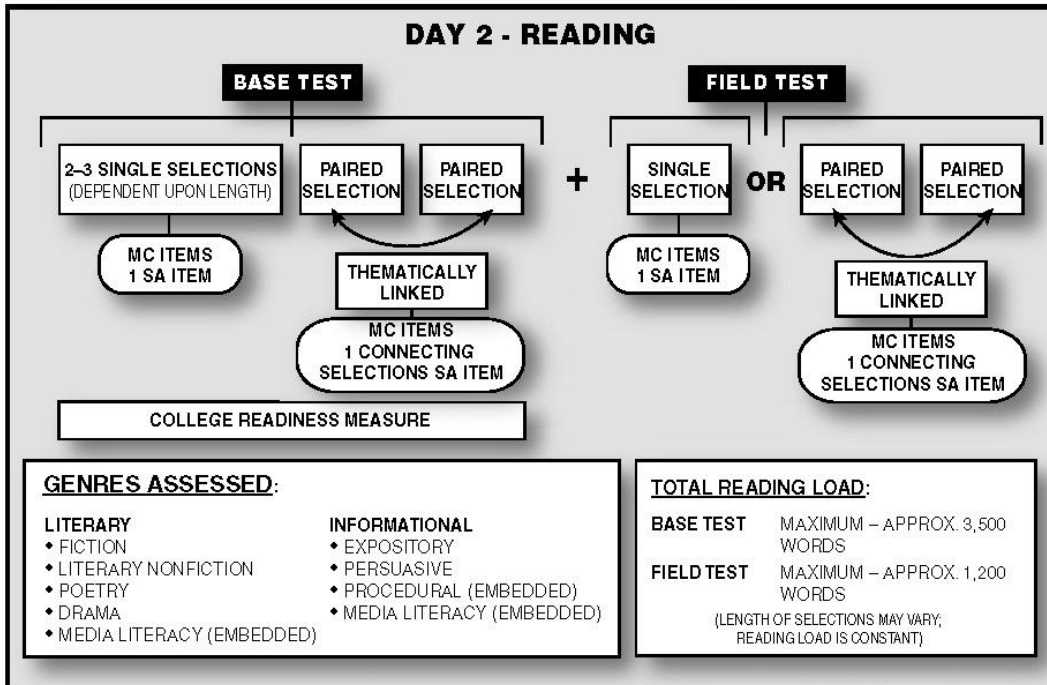 DAY 2 - READING
BASE TEST
2–3 SINGLE SELECTIONS
(DEPENDENT UPON LENGTH)
MC ITEMS
1 SA ITEM
PAIRED
SELECTION
PAIRED
SELECTION
THEMATICALLY
LINKED
MC ITEMS
1 CONNECTING
SELECTIONS SA ITEM
COLLEGE READINESS MEASURE
+
FIELD TEST
SINGLE
SELECTION
MC ITEMS
1 SA ITEM
OR
PAIRED
SELECTION
PAIRED
SELECTION
THEMATICALLY
LINKED
MC ITEMS
1 CONNECTING
SELECTIONS SA ITEM
GENRES ASSESSED:
LITERARY
◆ FICTION
◆ LITERARY NONFICTION
◆ POETRY
◆ DRAMA
◆ MEDIA LITERACY (EMBEDDED)
INFORMATIONAL
◆ EXPOSITORY
◆ PERSUASIVE
◆ PROCEDURAL (EMBEDDED)
◆ MEDIA LITERACY (EMBEDDED)
TOTAL READING LOAD:
BASE TEST MAXIMUM – APPROX. 3,500
WORDS
FIELD TEST MAXIMUM – APPROX. 1,200
WORDS
(LENGTH OF SELECTIONS MAY VARY;
READING LOAD IS CONSTANT)